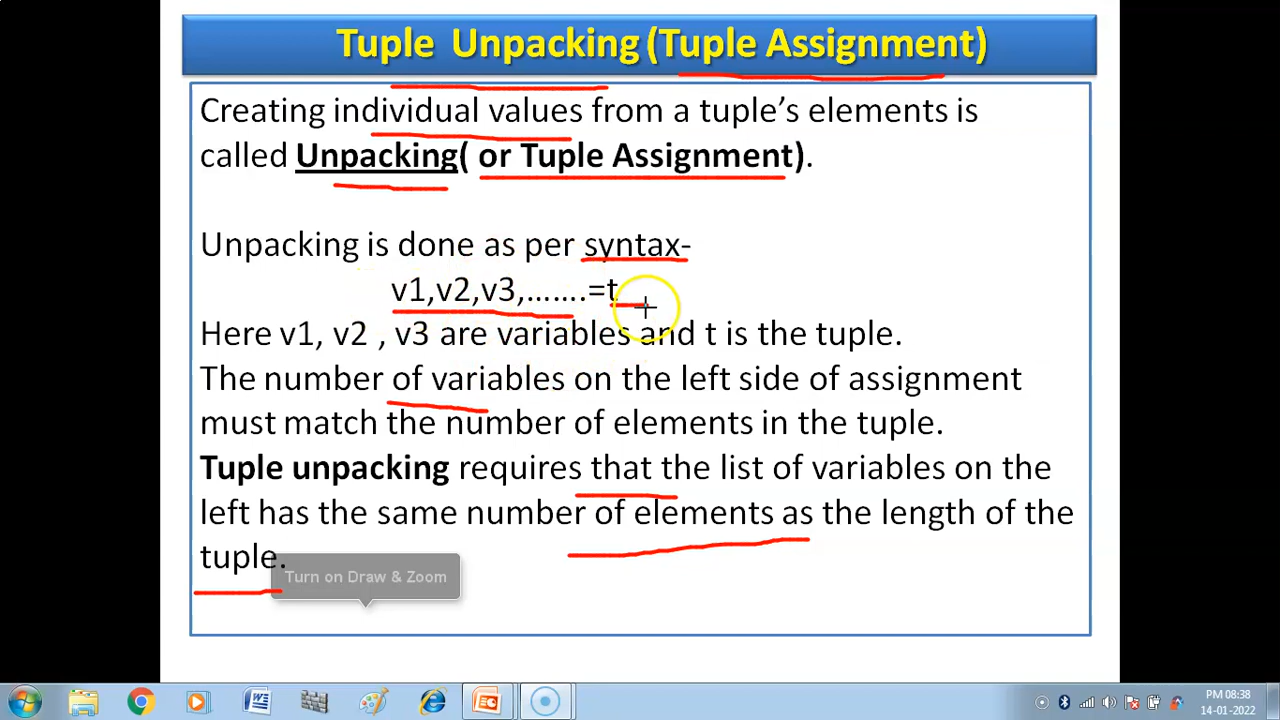 Tuple Unpacking (Tuple Assignment)
Creating individual values from a tuple's elements is
called Unpacking( or Tuple Assignment).
Unpacking is done as per syntax-
v1,v2,v3,…….=t
Here v1, v2 , v3 are variables and t is the tuple.
The number of variables on the left side of assignment
must match the number of elements in the tuple.
Tuple unpacking requires that the list of variables on the
left has the same number of elements as the length of the
tuple.
Turn on Draw & Zoom
PM 08:38
14-01-2022